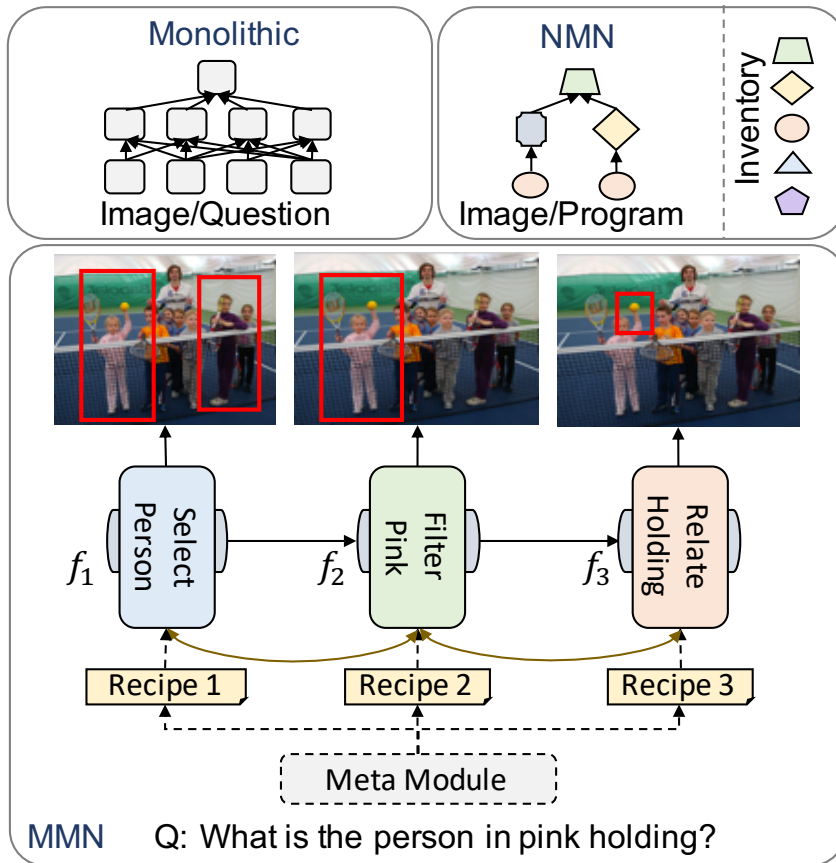 Monolithic
Image/Question
NMN
Image/Program
Inventory
f₁
Select
Person
f₂
Filter
Pink
f₃
Relate
Holding
Recipe 1
Recipe 2
Recipe 3
Meta Module
MMN
Q: What is the person in pink holding?